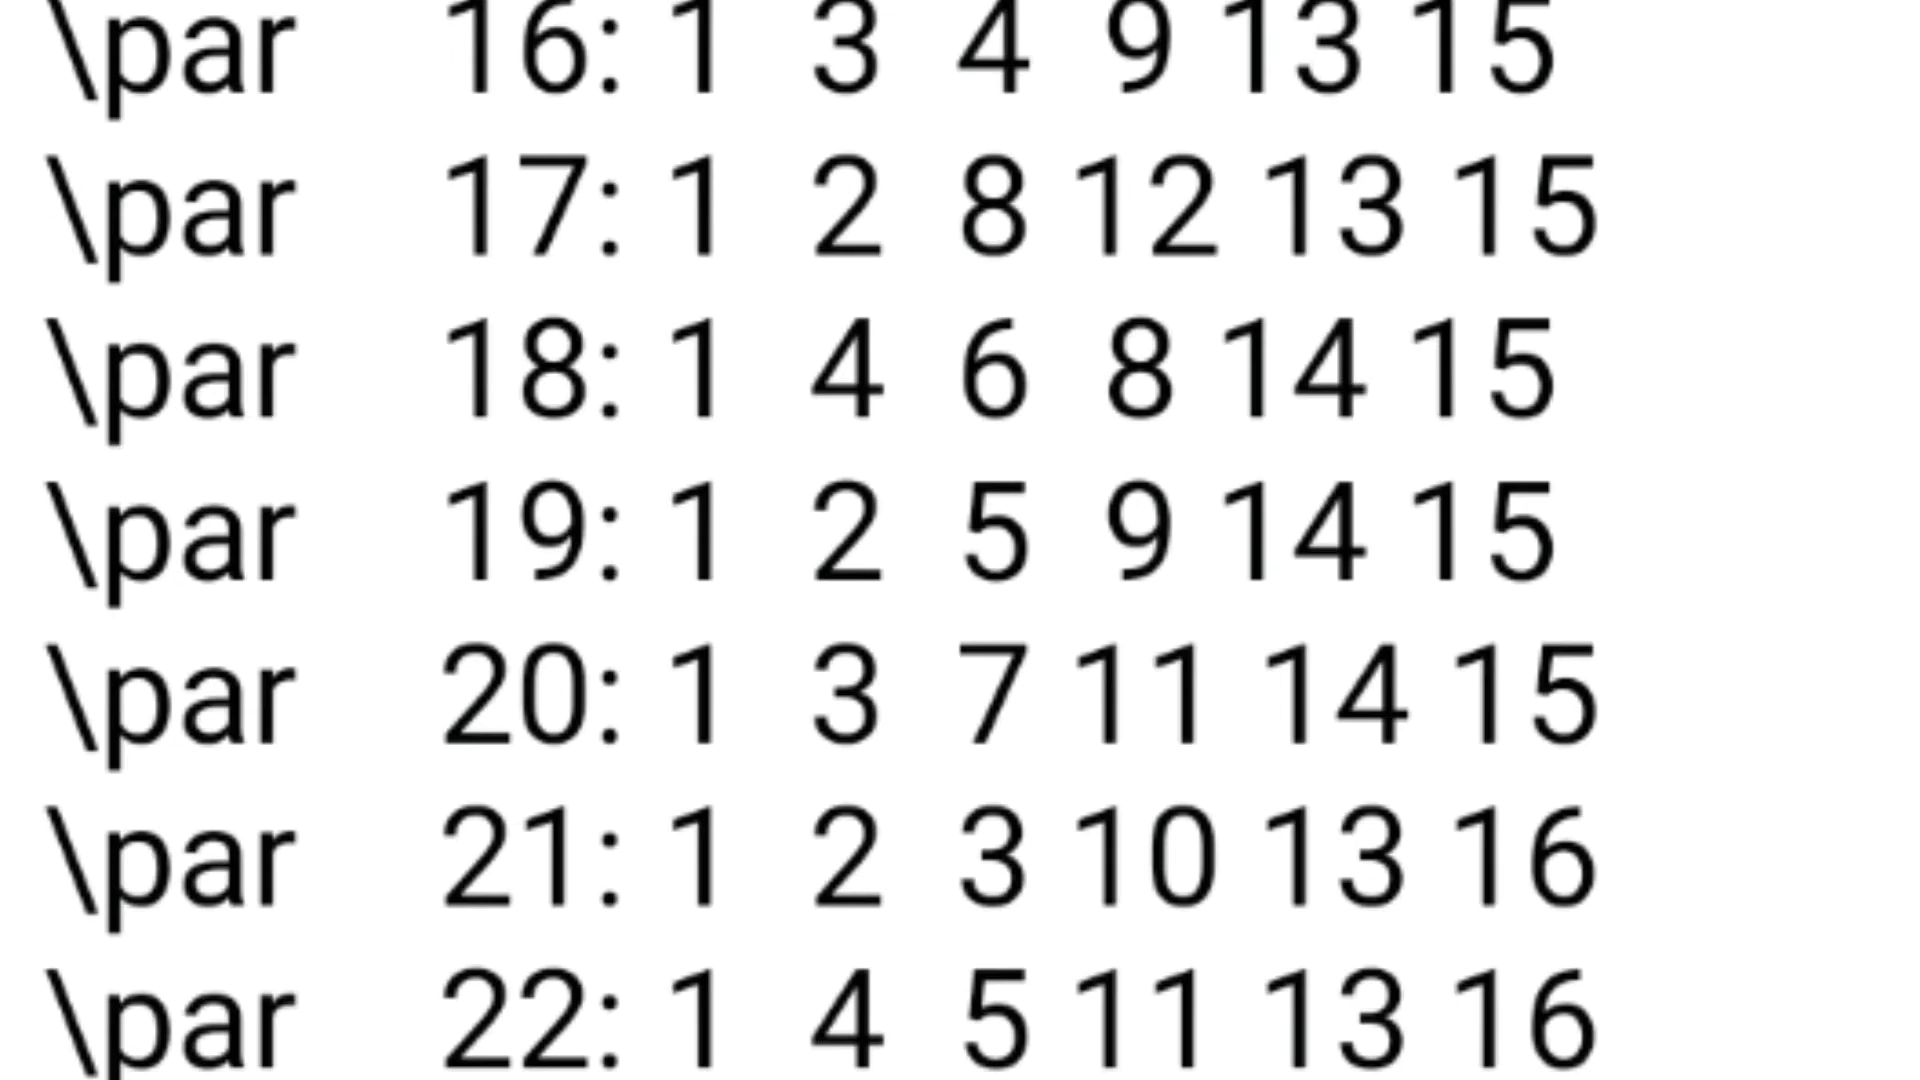 \par 16: 1 3 4 9 13 15
\par 17: 1 2 8 12 13 15
\par 18: 1 4 6 8 14 15
\par 19: 1 2 5 9 14 15
\par 20: 1 3 7 11 14 15
\par 21: 1 2 3 10 13 16
\par 22: 1 4 5 11 13 16